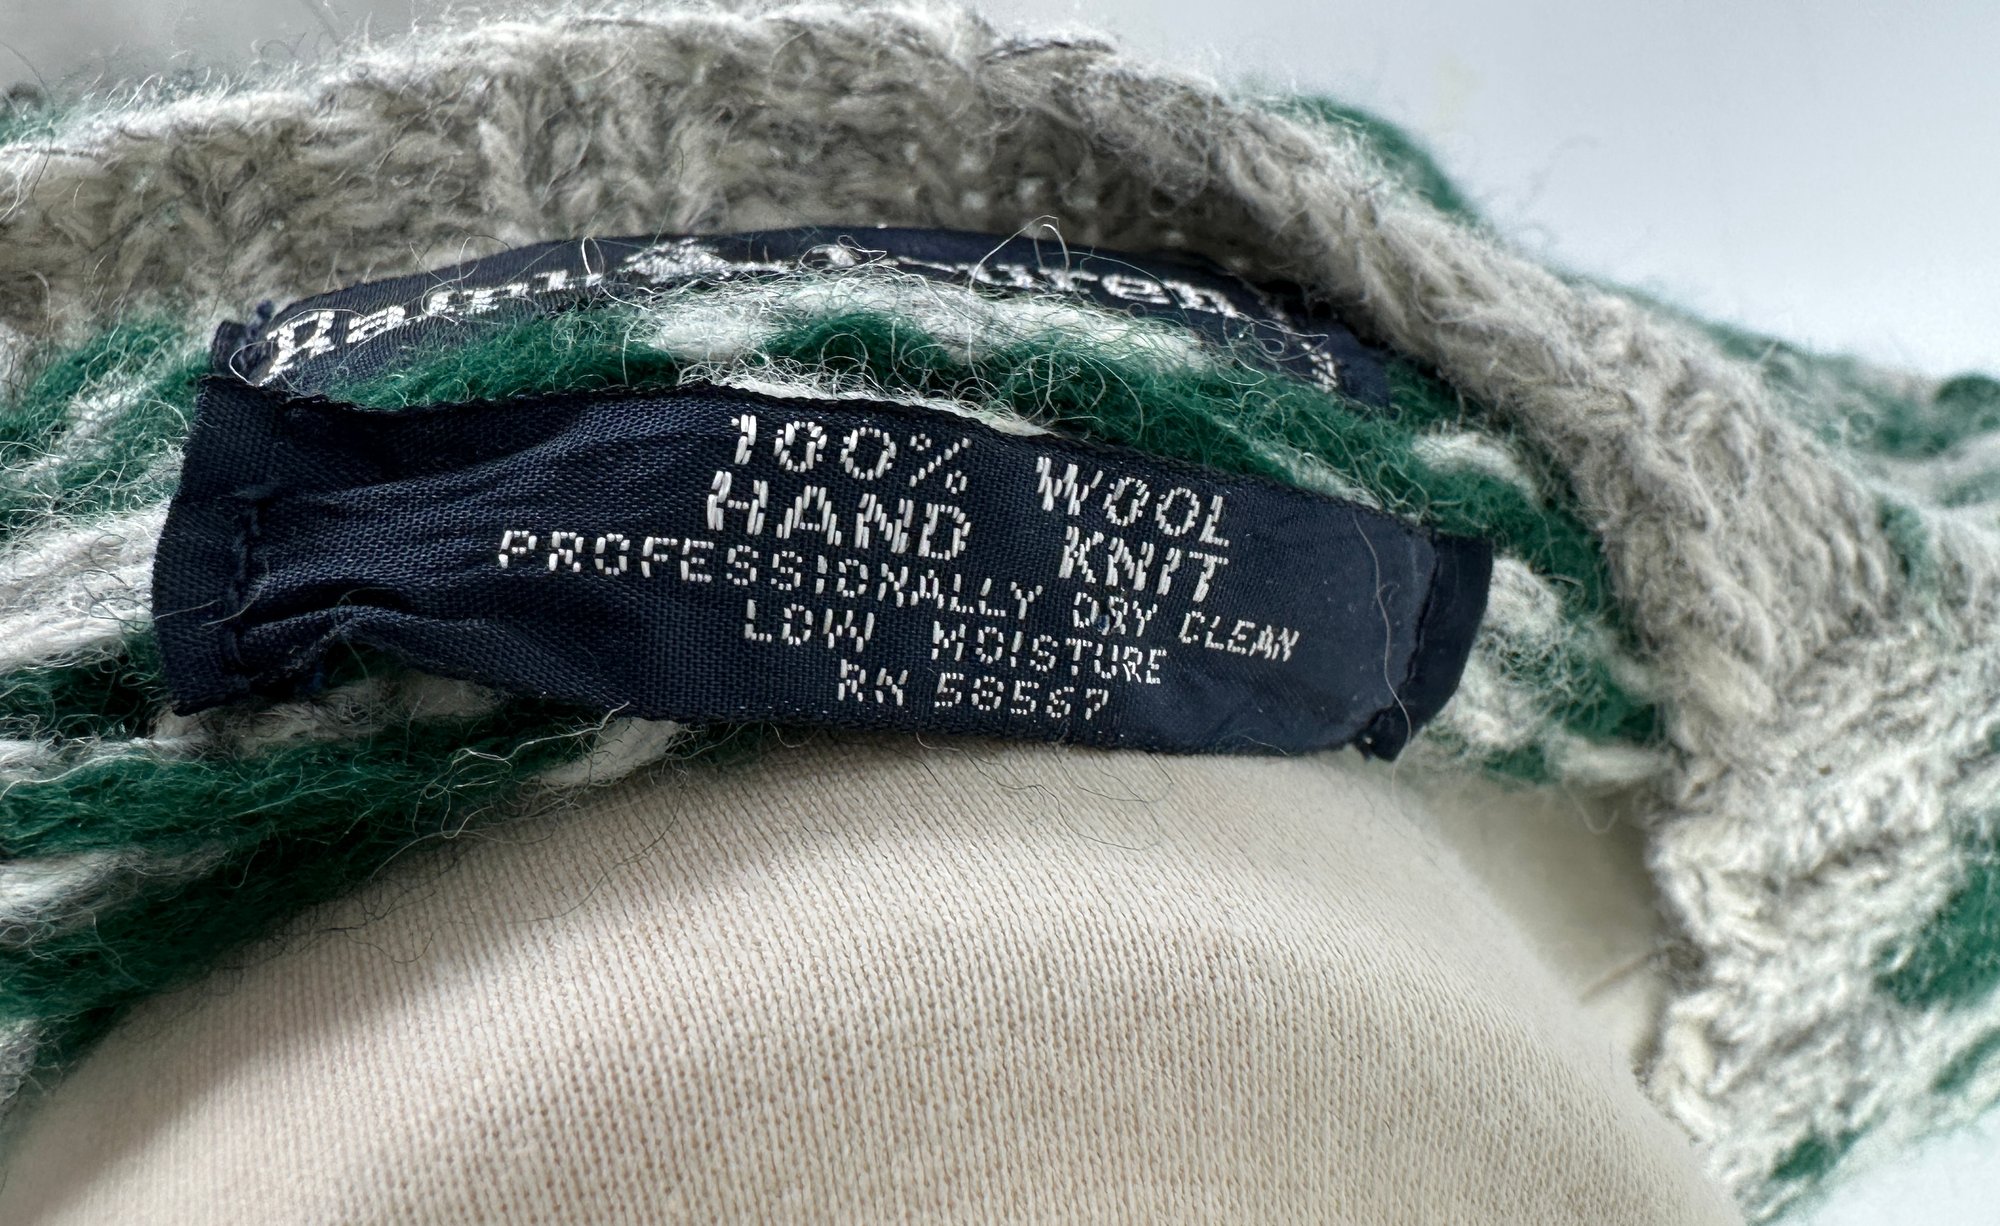 100% WOOL
HAND KNIT
PROFESSIONALLY DRY CLEAN
LOW MOISTURE
RN 58567